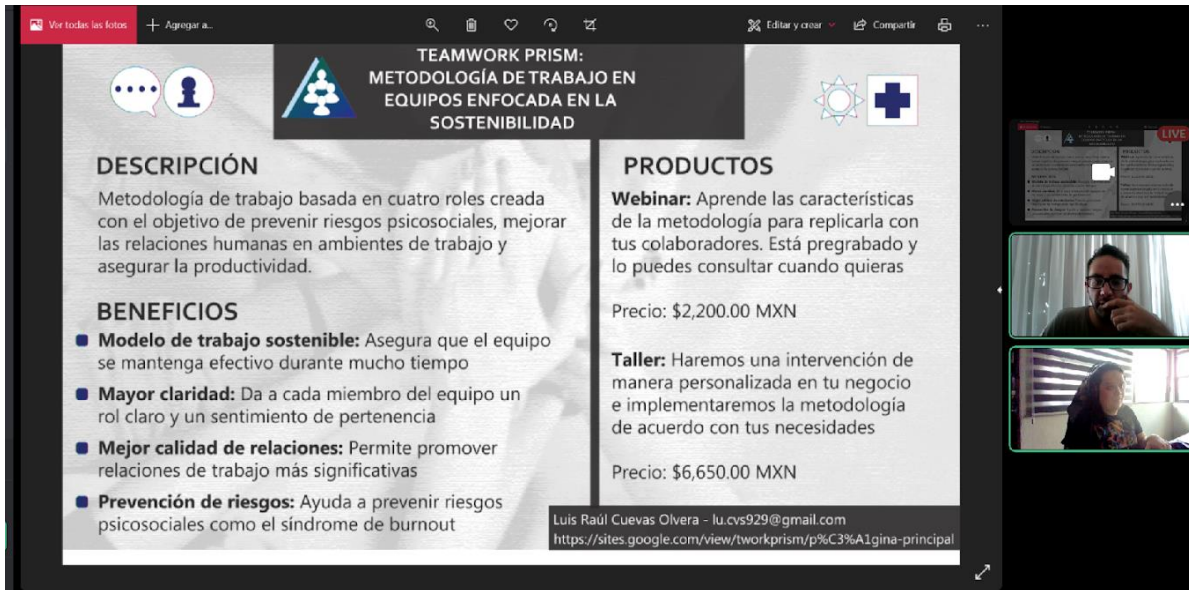 Ver todas las fotos
Agregar a...
Editar y crear
Compartir
TEAMWORK PRISM:
METODOLOGÍA DE TRABAJO EN
EQUIPOS ENFOCADA EN LA
SOSTENIBILIDAD
DESCRIPCIÓN
Metodología de trabajo basada en cuatro roles creada
con el objetivo de prevenir riesgos psicosociales, mejorar
las relaciones humanas en ambientes de trabajo y
asegurar la productividad.
BENEFICIOS
Modelo de trabajo sostenible: Asegura que el equipo
se mantenga efectivo durante mucho tiempo
Mayor claridad: Da a cada miembro del equipo un
rol claro y un sentimiento de pertenencia
Mejor calidad de relaciones: Permite promover
relaciones de trabajo más significativas
Prevención de riesgos: Ayuda a prevenir riesgos
psicosociales como el síndrome de burnout
PRODUCTOS
Webinar: Aprende las características
de la metodología para replicarla con
tus colaboradores. Está pregrabado y
lo puedes consultar cuando quieras
Precio: $2,200.00 MXN
Taller: Haremos una intervención de
manera personalizada en tu negocio
e implementaremos la metodología
de acuerdo con tus necesidades
Precio: $6,650.00 MXN
Luis Raúl Cuevas Olvera - lu.cvs929@gmail.com
https://sites.google.com/view/tworkprism/p%C3%A1gina-principal
LIVE